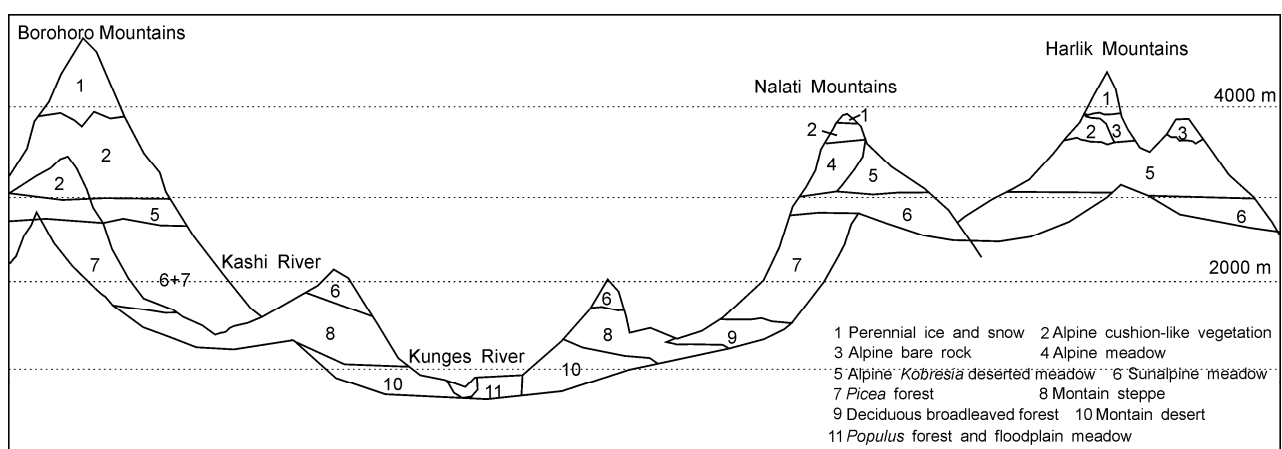 Borohoro Mountains
Harlik Mountains
Nalati Mountains
4000 m
1
1
1
2
2
3
3
2
4
5
5
2
5
6
6
Kashi River
7
6+7
7
2000 m
6
6
8
8
9
Kunges River
10
10
11
1 Perennial ice and snow 2 Alpine cushion-like vegetation
3 Alpine bare rock 4 Alpine meadow
5 Alpine Kobresia deserted meadow 6 Sunalpine meadow
7 Picea forest 8 Montain steppe
9 Deciduous broadleaved forest 10 Montain desert
11 Populus forest and floodplain meadow